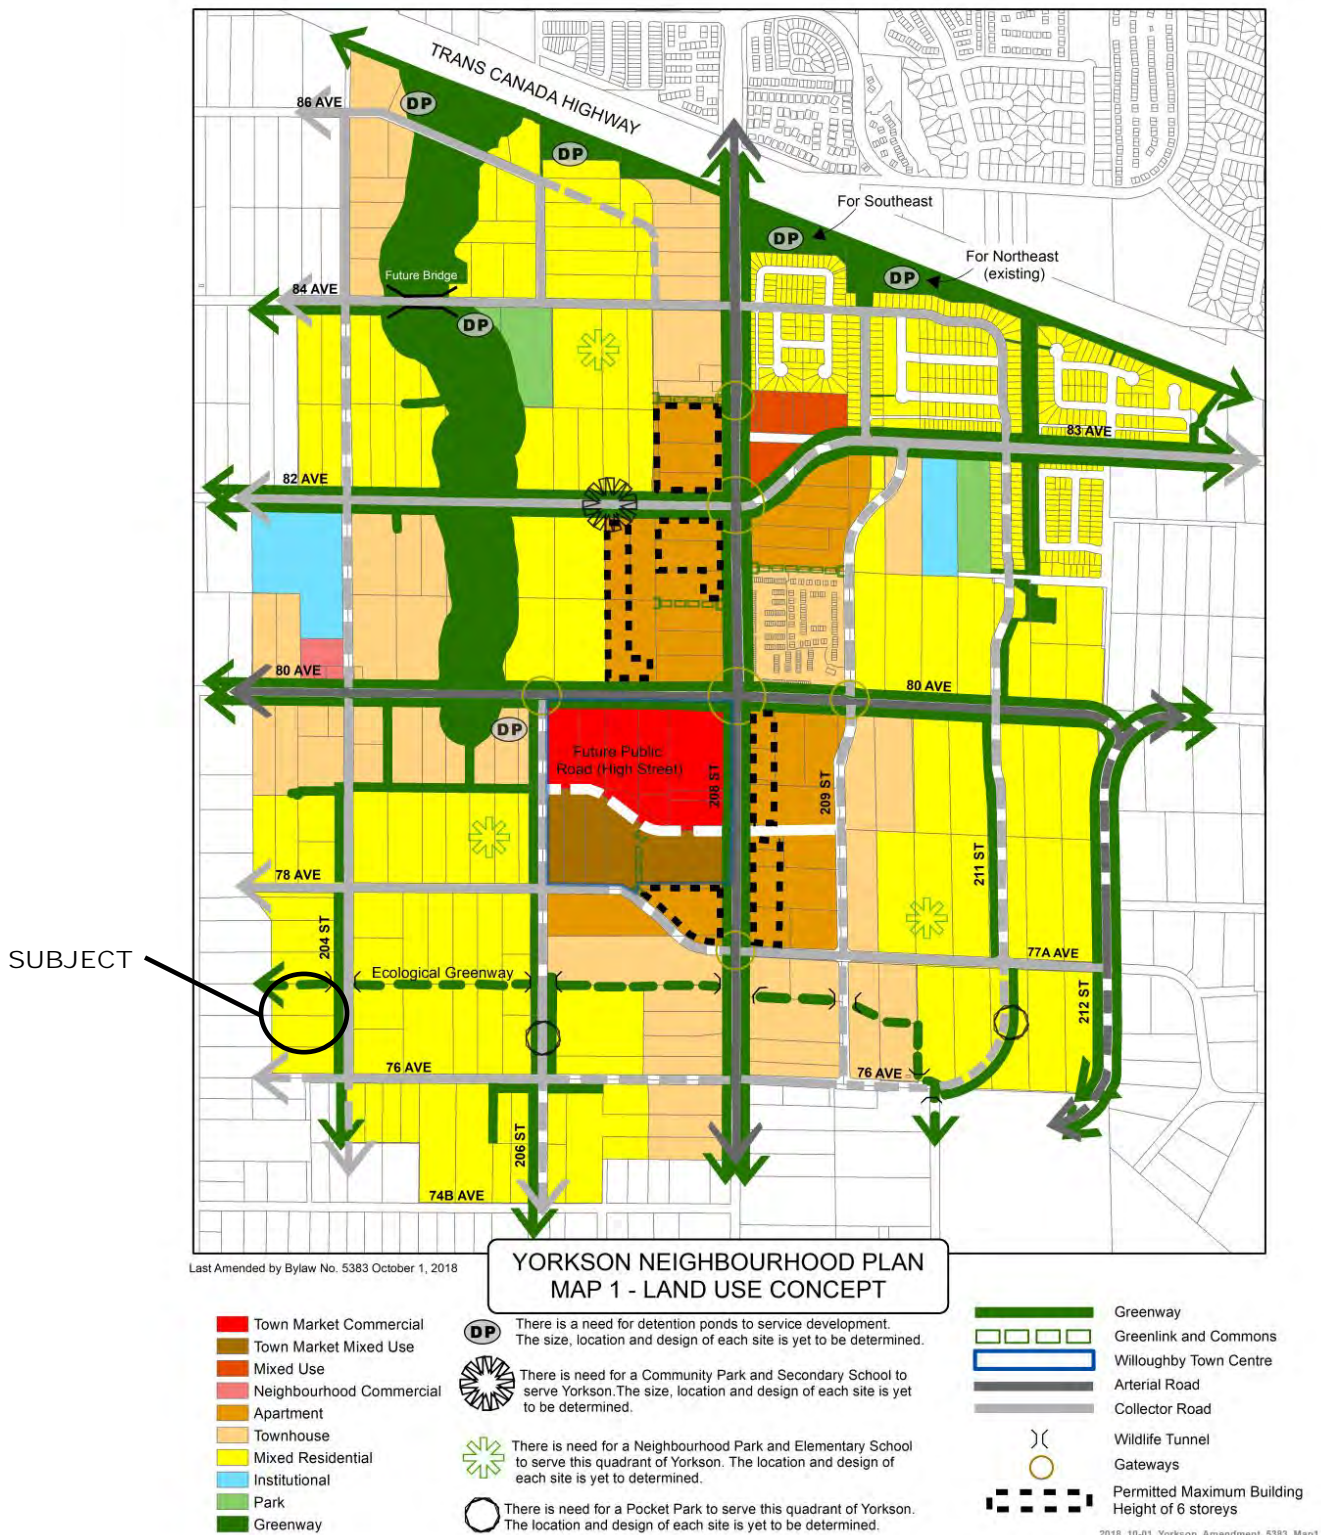 TRANS CANADA HIGHWAY
86 AVE
DP
DP
For Southeast
DP
For Northeast
(existing)
DP
Future Bridge
84 AVE
DP
83 AVE
82 AVE
80 AVE
80 AVE
DP
Future Public
Road (High Street)
208 ST
209 ST
211 ST
78 AVE
204 ST
77A AVE
SUBJECT
Ecological Greenway
212 ST
76 AVE
76 AVE
206 ST
74B AVE
Last Amended by Bylaw No. 5383 October 1, 2018
YORKSON NEIGHBOURHOOD PLAN
MAP 1 - LAND USE CONCEPT
Town Market Commercial
Town Market Mixed Use
Mixed Use
Neighbourhood Commercial
Apartment
Townhouse
Mixed Residential
Institutional
Park
Greenway
DP
There is a need for detention ponds to service development.
The size, location and design of each site is yet to be determined.
There is need for a Community Park and Secondary School to
serve Yorkson.The size, location and design of each site is yet
to be determined.
There is need for a Neighbourhood Park and Elementary School
to serve this quadrant of Yorkson. The location and design of
each site is yet to determined.
There is need for a Pocket Park to serve this quadrant of Yorkson.
The location and design of each site is yet to be determined.
Greenway
Greenlink and Commons
Willoughby Town Centre
Arterial Road
Collector Road
Wildlife Tunnel
Gateways
Permitted Maximum Building
Height of 6 storeys
2018_10-01_Yorkson_Amendment_5383_Map1